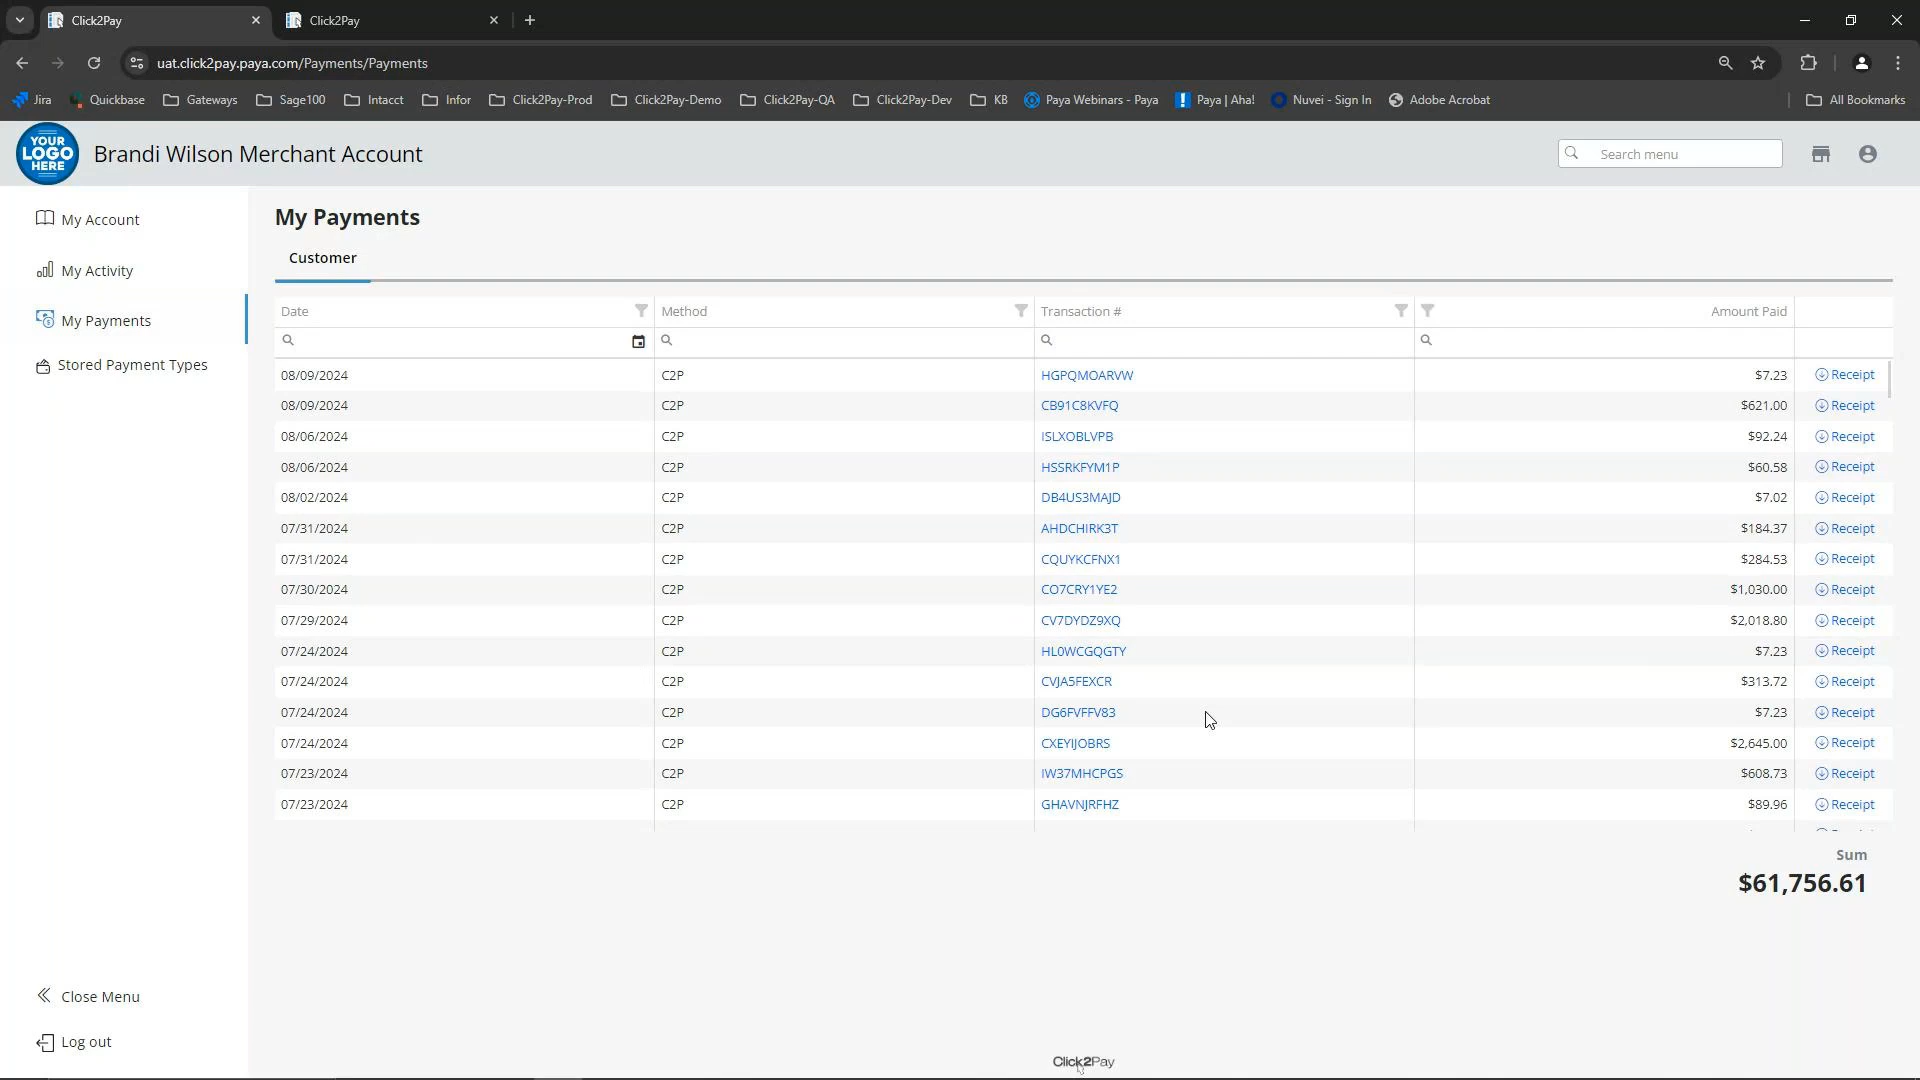 Click2Pay
Click2Pay
uat.click2pay.paya.com/Payments/Payments
Jira Quickbase Gateways Sage100 Intacct Infor Click2Pay-Prod Click2Pay-Demo Click2Pay-QA Click2Pay-Dev KB Paya Webinars - Paya Paya | Aha! Nuvei - Sign In Adobe Acrobat All Bookmarks
YOUR
LOGO
HERE
Brandi Wilson Merchant Account
Search menu
My Account
My Activity
My Payments
Stored Payment Types
Close Menu
Log out
My Payments
Customer
Date Method Transaction # Amount Paid
08/09/2024 C2P HGPQMOARVW $7.23 Receipt
08/09/2024 C2P CB91C8KVFQ $621.00 Receipt
08/06/2024 C2P ISLXOBLVPB $92.24 Receipt
08/06/2024 C2P HSSRKFYM1P $60.58 Receipt
08/02/2024 C2P DB4US3MAJD $7.02 Receipt
07/31/2024 C2P AHDCHIRK3T $184.37 Receipt
07/31/2024 C2P CQUYKCFNX1 $284.53 Receipt
07/30/2024 C2P CO7CRY1YE2 $1,030.00 Receipt
07/29/2024 C2P CV7DYDZ9XQ $2,018.80 Receipt
07/24/2024 C2P HL0WCGQGTY $7.23 Receipt
07/24/2024 C2P CVJA5FEXCR $313.72 Receipt
07/24/2024 C2P DG6FVFFV83 $7.23 Receipt
07/24/2024 C2P CXEYIJOBRS $2,645.00 Receipt
07/23/2024 C2P IW37MHCPGS $608.73 Receipt
07/23/2024 C2P GHAVNJRFHZ $89.96 Receipt
Sum
$61,756.61
Click2Pay